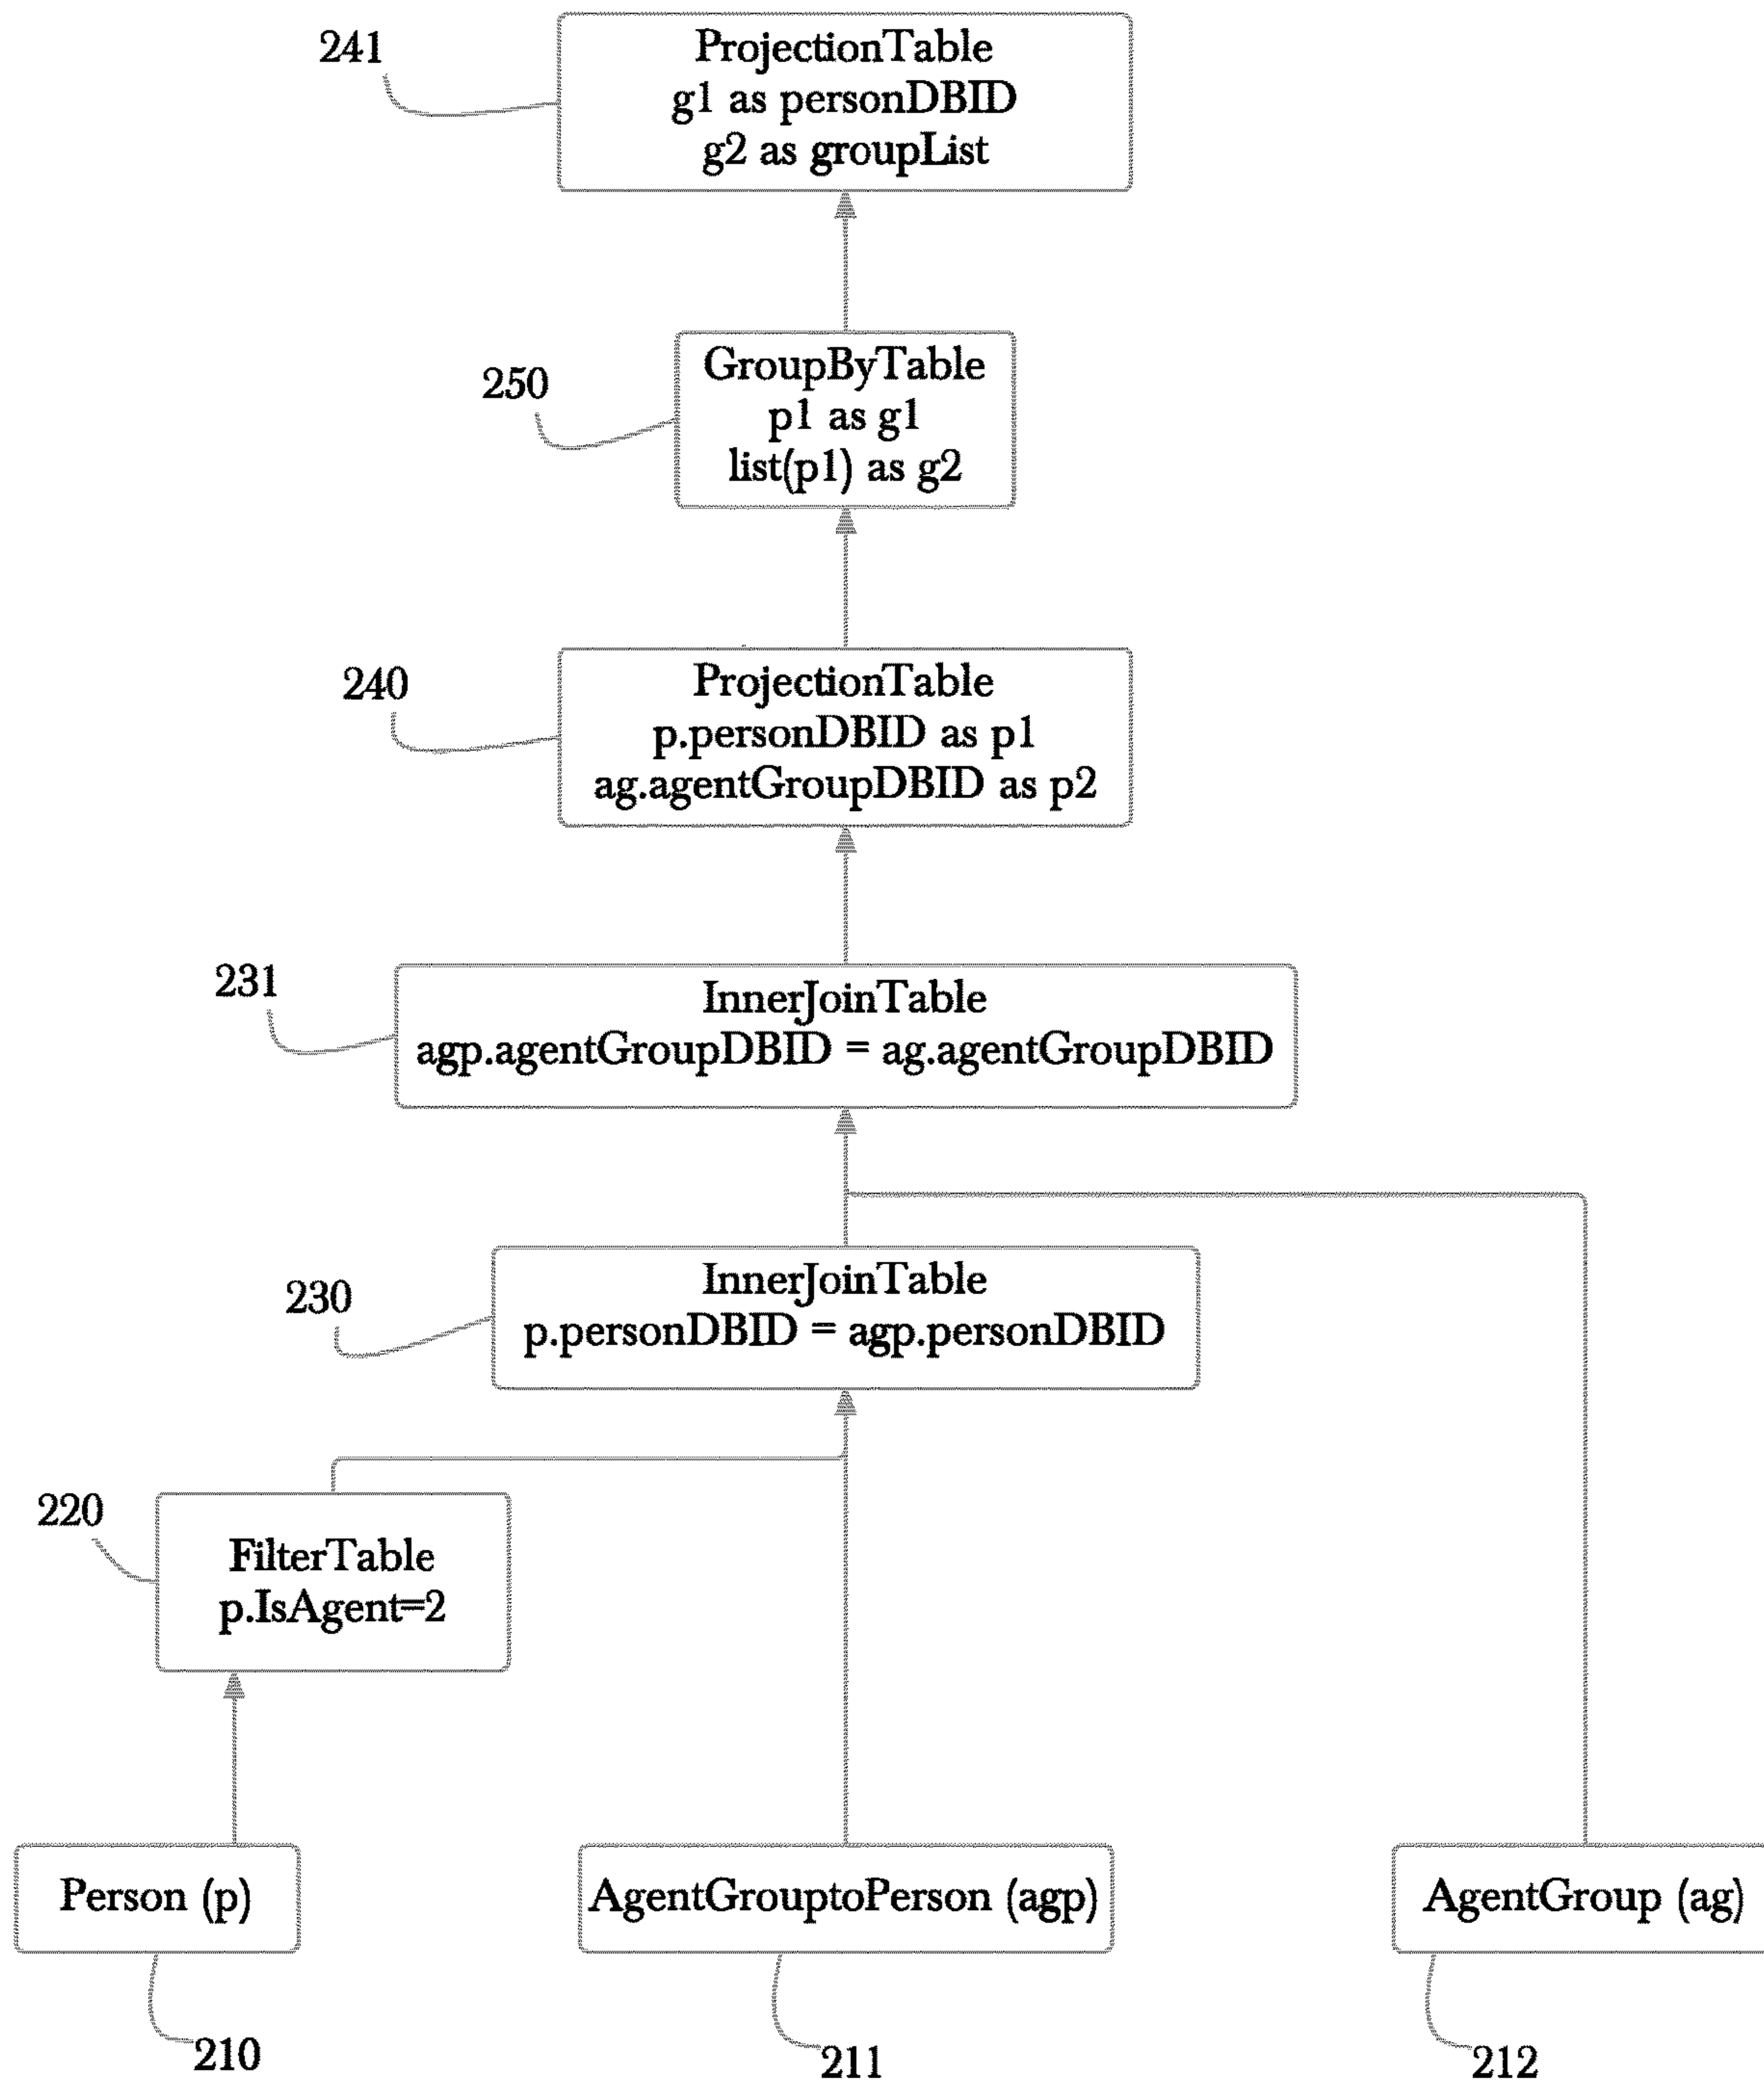 241
ProjectionTable
g1 as personDBID
g2 as groupList
250
GroupByTable
p1 as g1
list(p1) as g2
240
ProjectionTable
p.personDBID as p1
ag.agentGroupDBID as p2
231
InnerJoinTable
agp.agentGroupDBID = ag.agentGroupDBID
230
InnerJoinTable
p.personDBID = agp.personDBID
220
FilterTable
p.IsAgent=2
Person (p)
AgentGrouptoPerson (agp)
AgentGroup (ag)
210
211
212